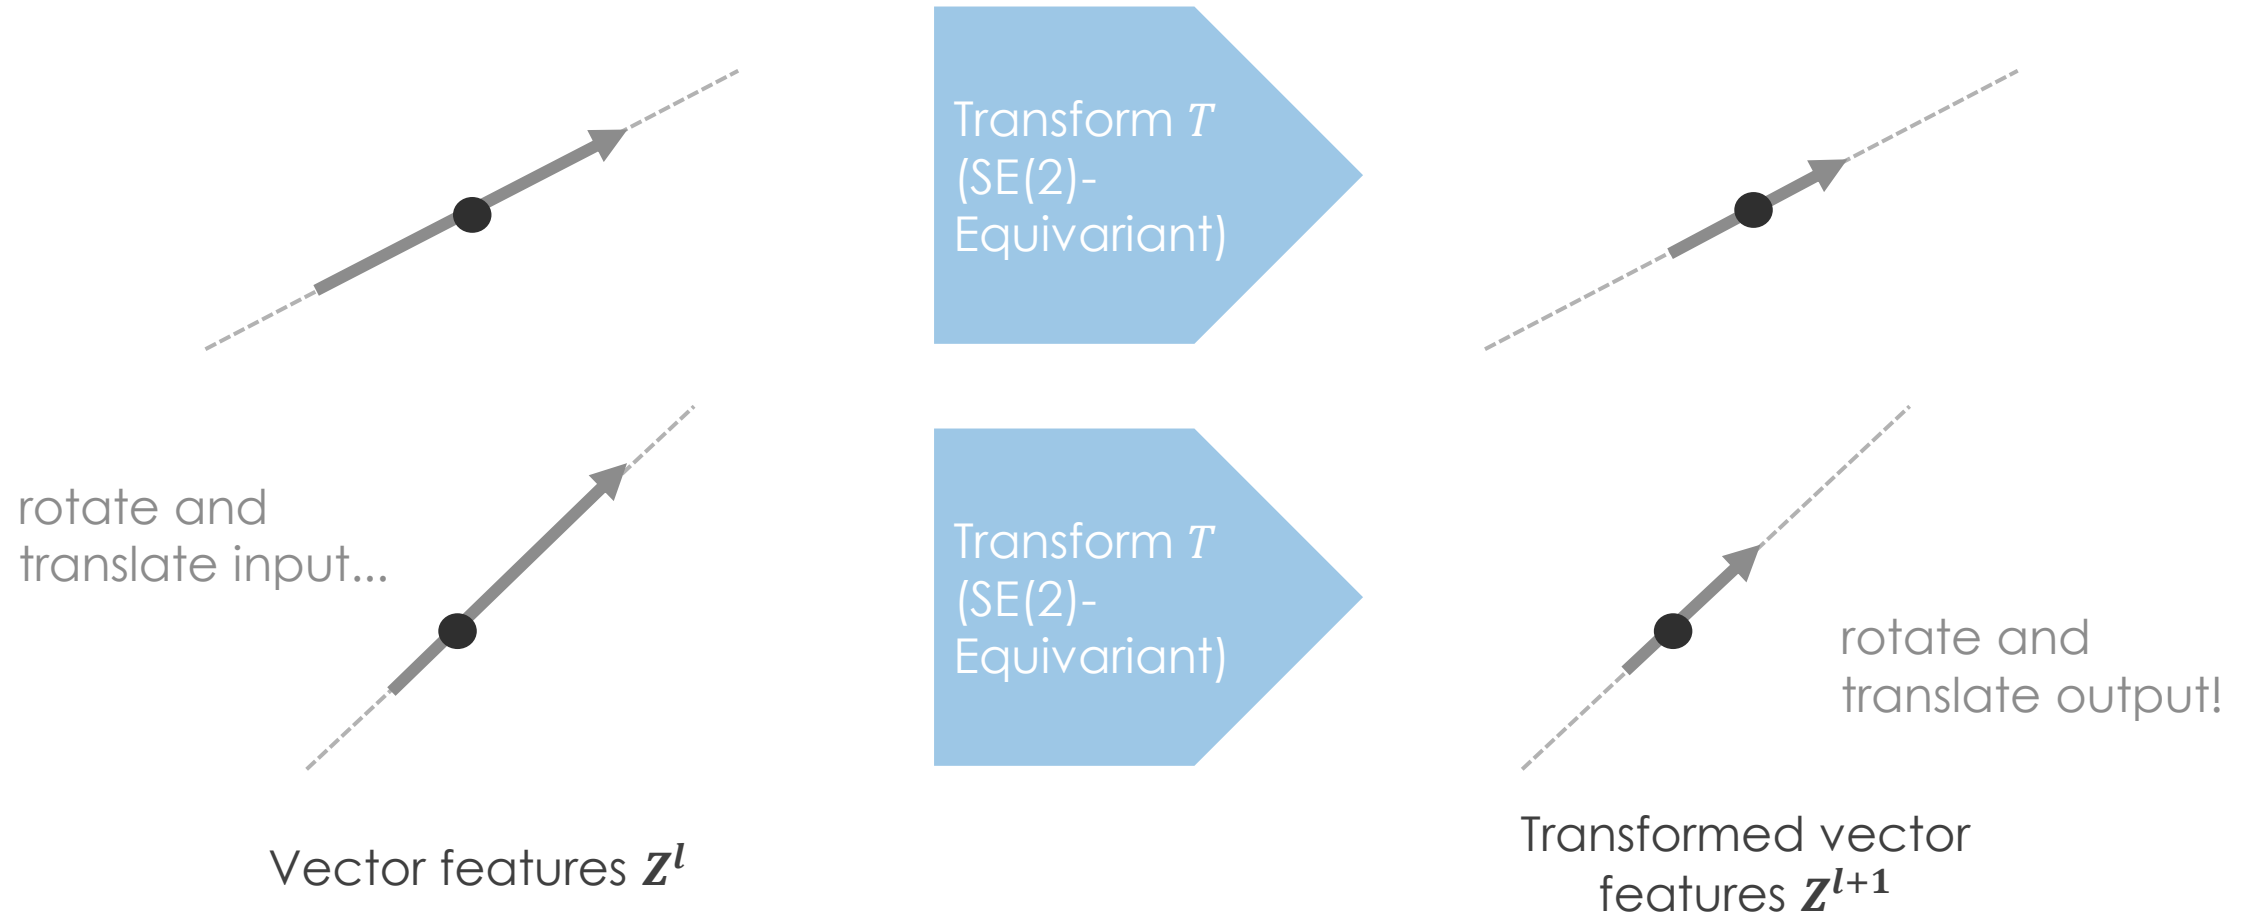 Transform T
(SE(2)-
Equivariant)
rotate and
translate input...
Transform T
(SE(2)-
Equivariant)
rotate and
translate output!
Vector features Z^l
Transformed vector
features Z^{l+1}